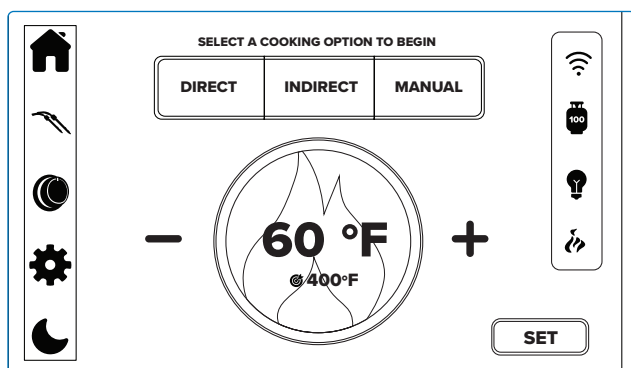 SELECT A COOKING OPTION TO BEGIN
DIRECT INDIRECT MANUAL
100
− 60 °F +
400°F
SET